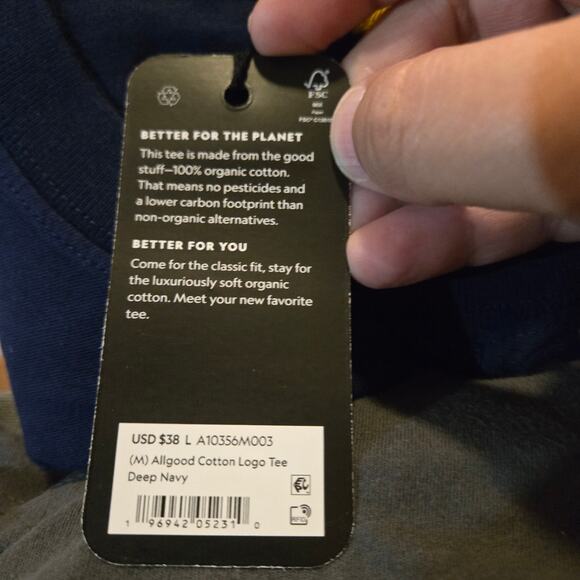 FSC
MIX
Paper
BETTER FOR THE PLANET
This tee is made from the good
stuff—100% organic cotton.
That means no pesticides and
a lower carbon footprint than
non-organic alternatives.
BETTER FOR YOU
Come for the classic fit, stay for
the luxuriously soft organic
cotton. Meet your new favorite
tee.
USD $38 L A10356M003
(M) Allgood Cotton Logo Tee
Deep Navy
RFID
1 96942 05231 0